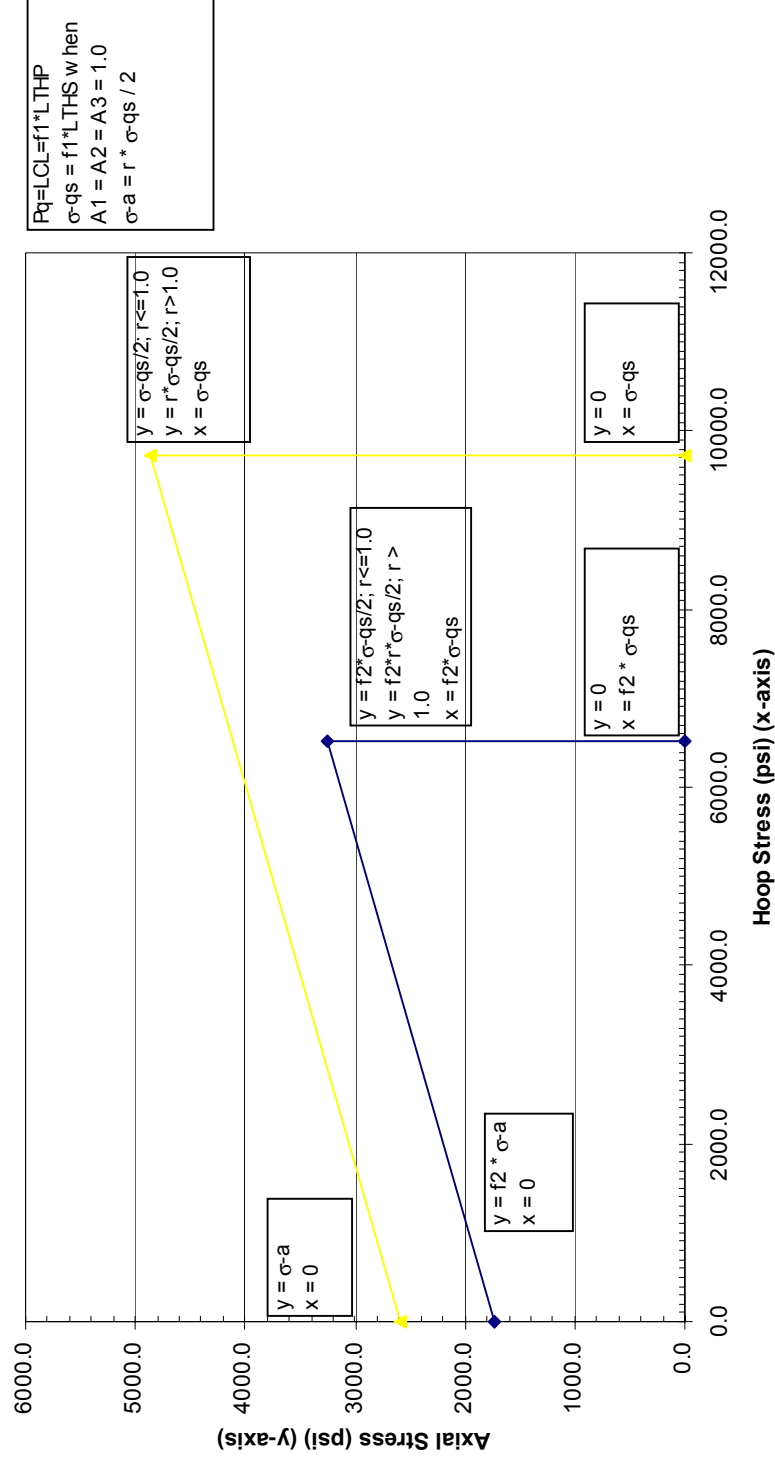 Pq=LCL=f1*LTHP
σ-qs = f1*LTHS w hen
A1 = A2 = A3 = 1.0
σ-a = r * σ-qs / 2
y = σ-qs/2; r<=1.0
y = r*σ-qs/2; r>1.0
x = σ-qs
y = f2*σ-qs/2; r<=1.0
y = f2*r*σ-qs/2; r >
1.0
x = f2*σ-qs
y = σ-a
x = 0
y = f2 * σ-a
x = 0
y = 0
x = f2 * σ-qs
y = 0
x = σ-qs
6000.0
5000.0
4000.0
3000.0
2000.0
1000.0
0.0
Axial Stress (psi) (y-axis)
0.0
2000.0
4000.0
6000.0
8000.0
10000.0
12000.0
Hoop Stress (psi) (x-axis)